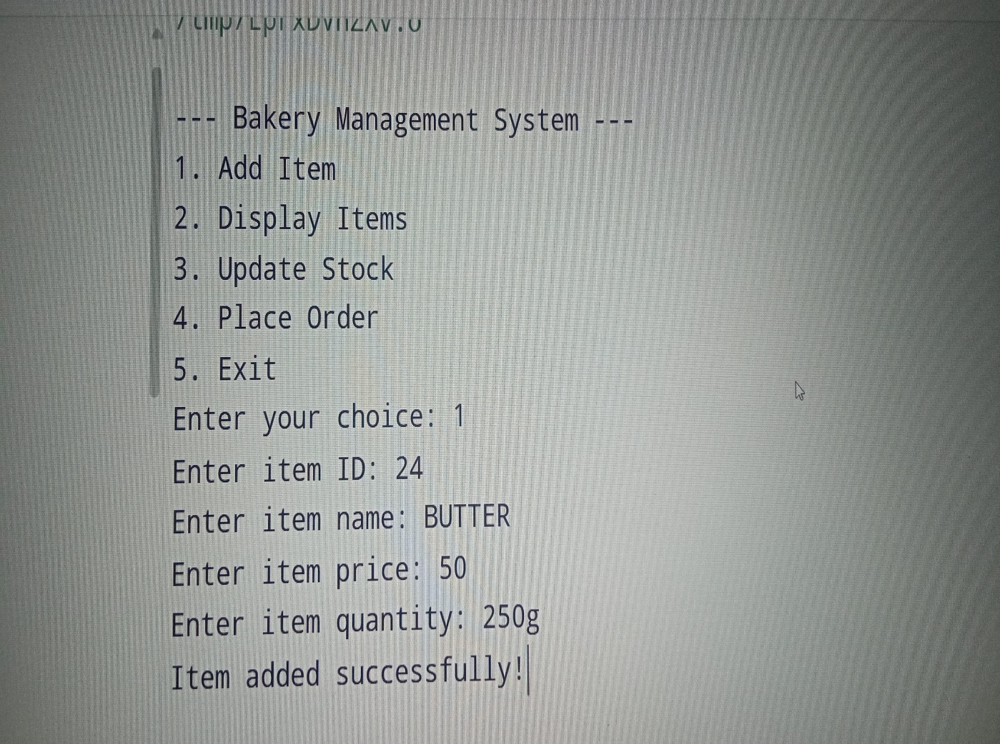 --- Bakery Management System ---
1. Add Item
2. Display Items
3. Update Stock
4. Place Order
5. Exit
Enter your choice: 1
Enter item ID: 24
Enter item name: BUTTER
Enter item price: 50
Enter item quantity: 250g
Item added successfully!